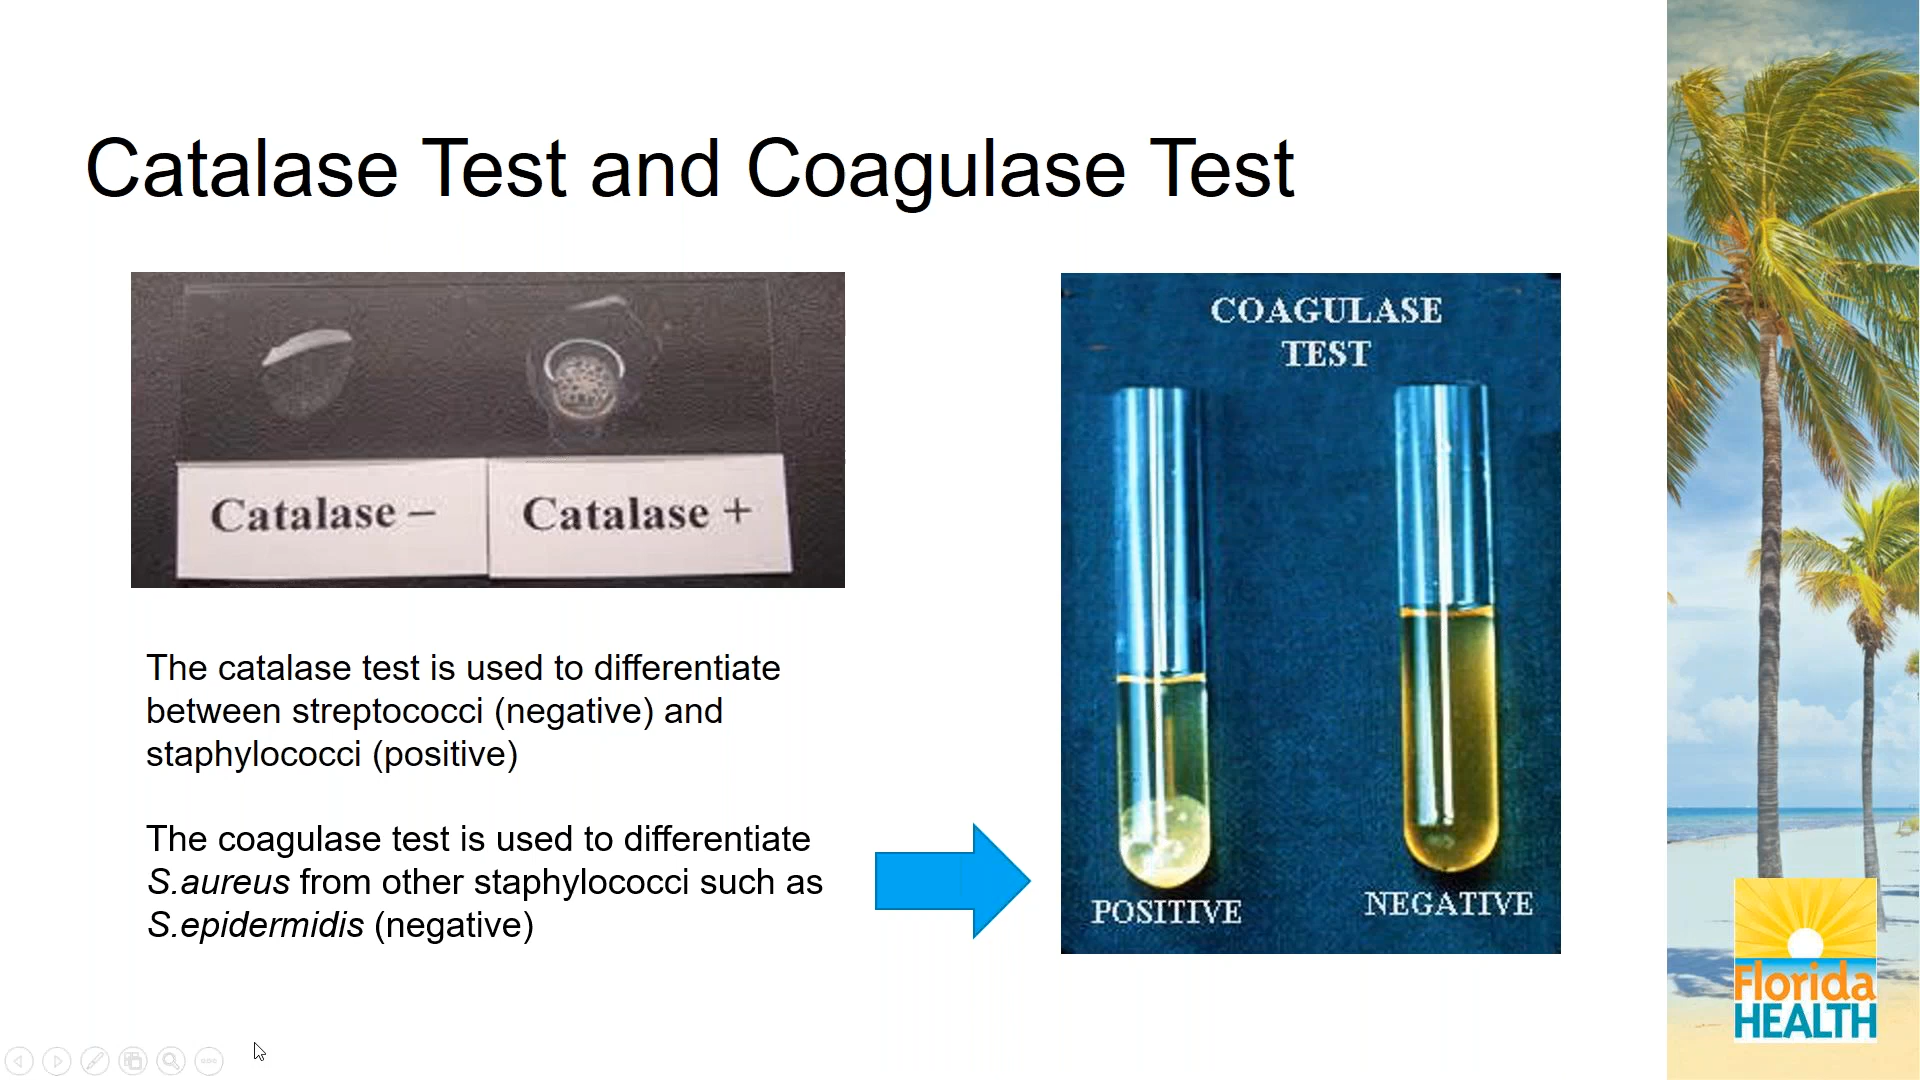 Catalase Test and Coagulase Test
Catalase –
Catalase +
The catalase test is used to differentiate
between streptococci (negative) and
staphylococci (positive)
The coagulase test is used to differentiate
S.aureus from other staphylococci such as
S.epidermidis (negative)
COAGULASE
TEST
POSITIVE
NEGATIVE
Florida
HEALTH